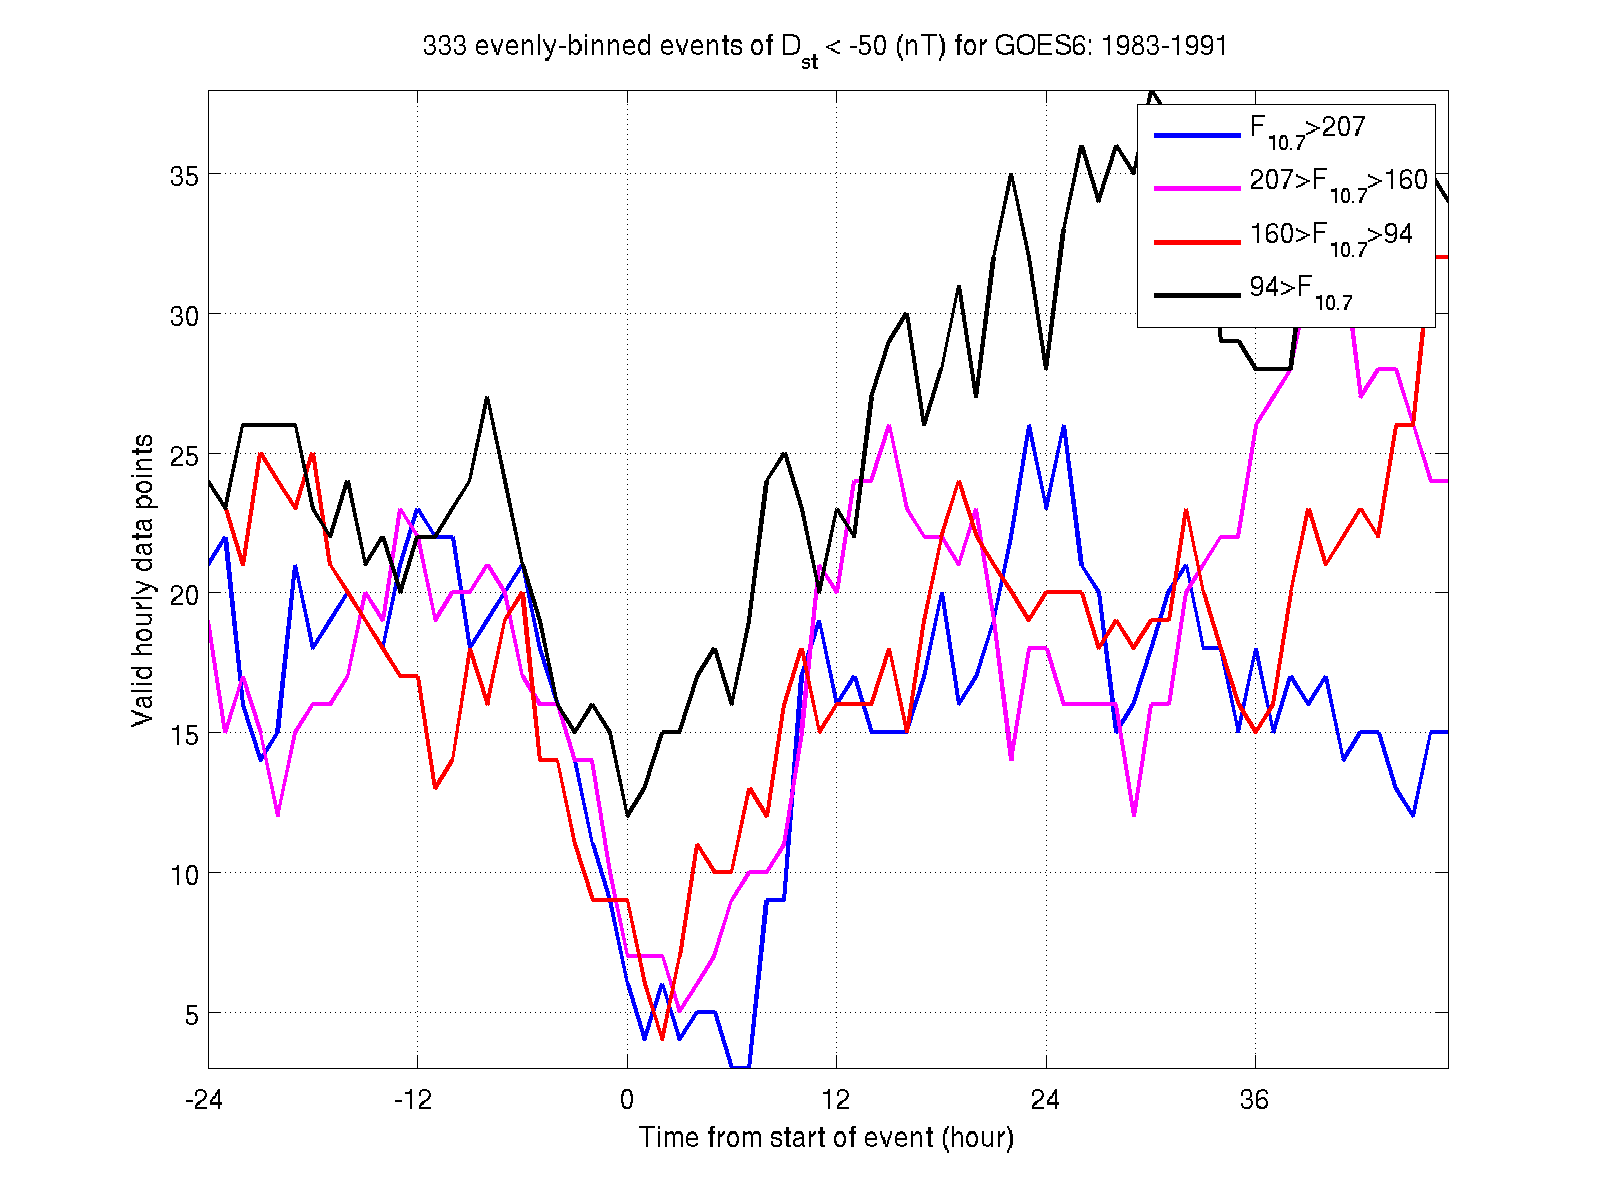 333 evenly-binned events of Dst < -50 (nT) for GOES6: 1983-1991
F10.7>207
207>F10.7>160
160>F10.7>94
94>F10.7
Valid hourly data points
35
30
25
20
15
10
5
-24 -12 0 12 24 36
Time from start of event (hour)